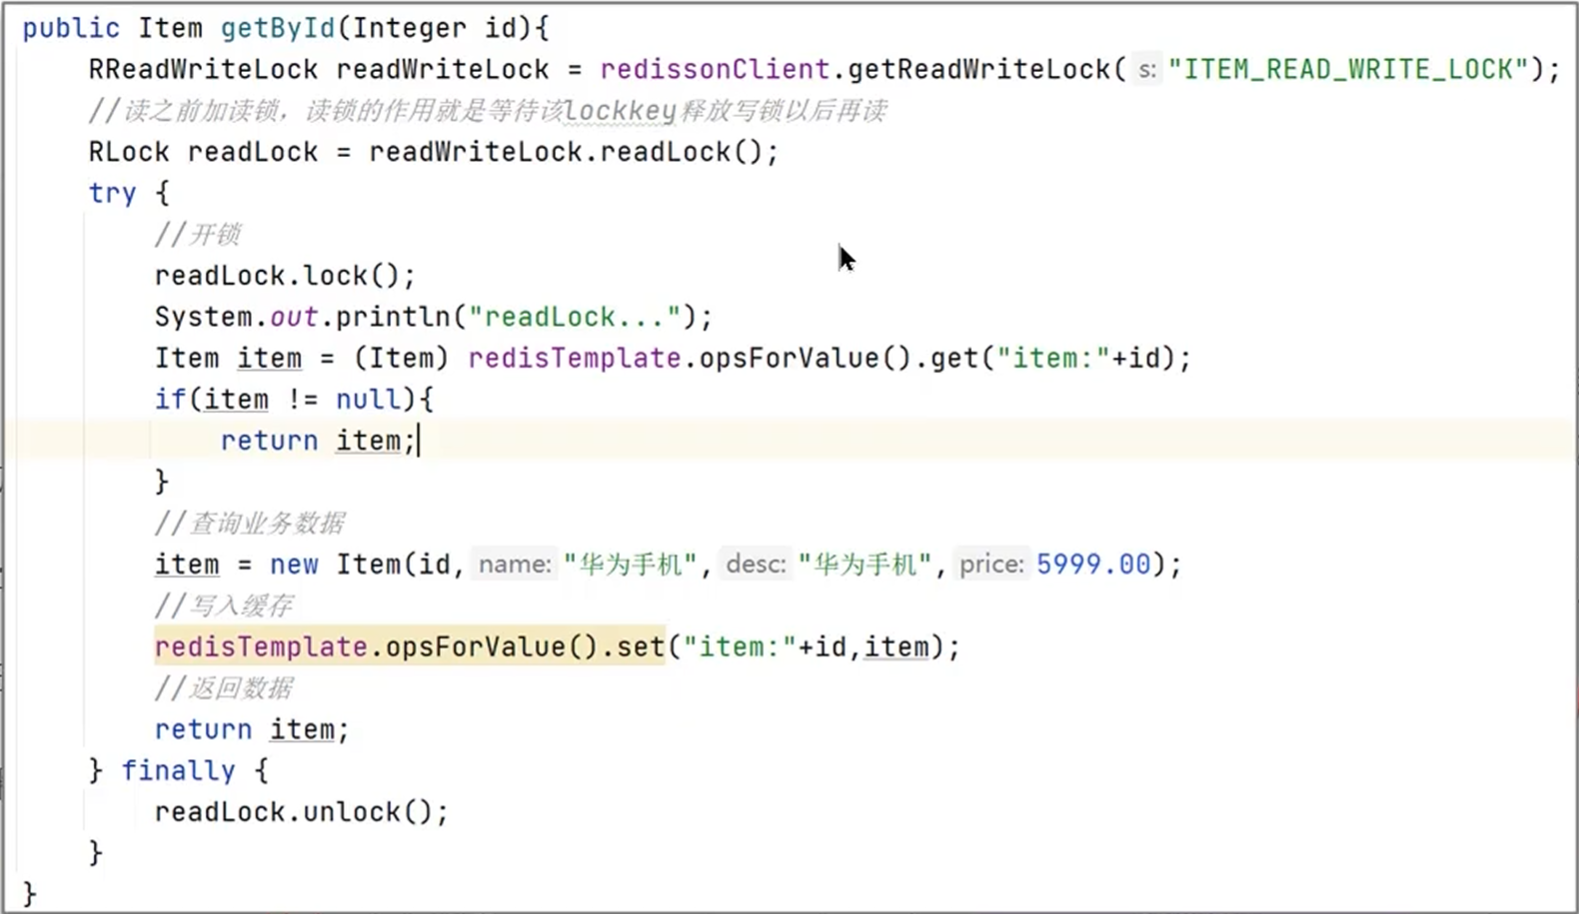 public Item getById(Integer id){
RReadWriteLock readWriteLock = redissonClient.getReadWriteLock( s: "ITEM_READ_WRITE_LOCK");
//读之前加读锁，读锁的作用就是等待该lockkey释放写锁以后再读
RLock readLock = readWriteLock.readLock();
try {
//开锁
readLock.lock();
System.out.println("readLock...");
Item item = (Item) redisTemplate.opsForValue().get("item:"+id);
if(item != null){
return item;
}
//查询业务数据
item = new Item(id, name: "华为手机", desc: "华为手机", price: 5999.00);
//写入缓存
redisTemplate.opsForValue().set("item:"+id,item);
//返回数据
return item;
} finally {
readLock.unlock();
}
}